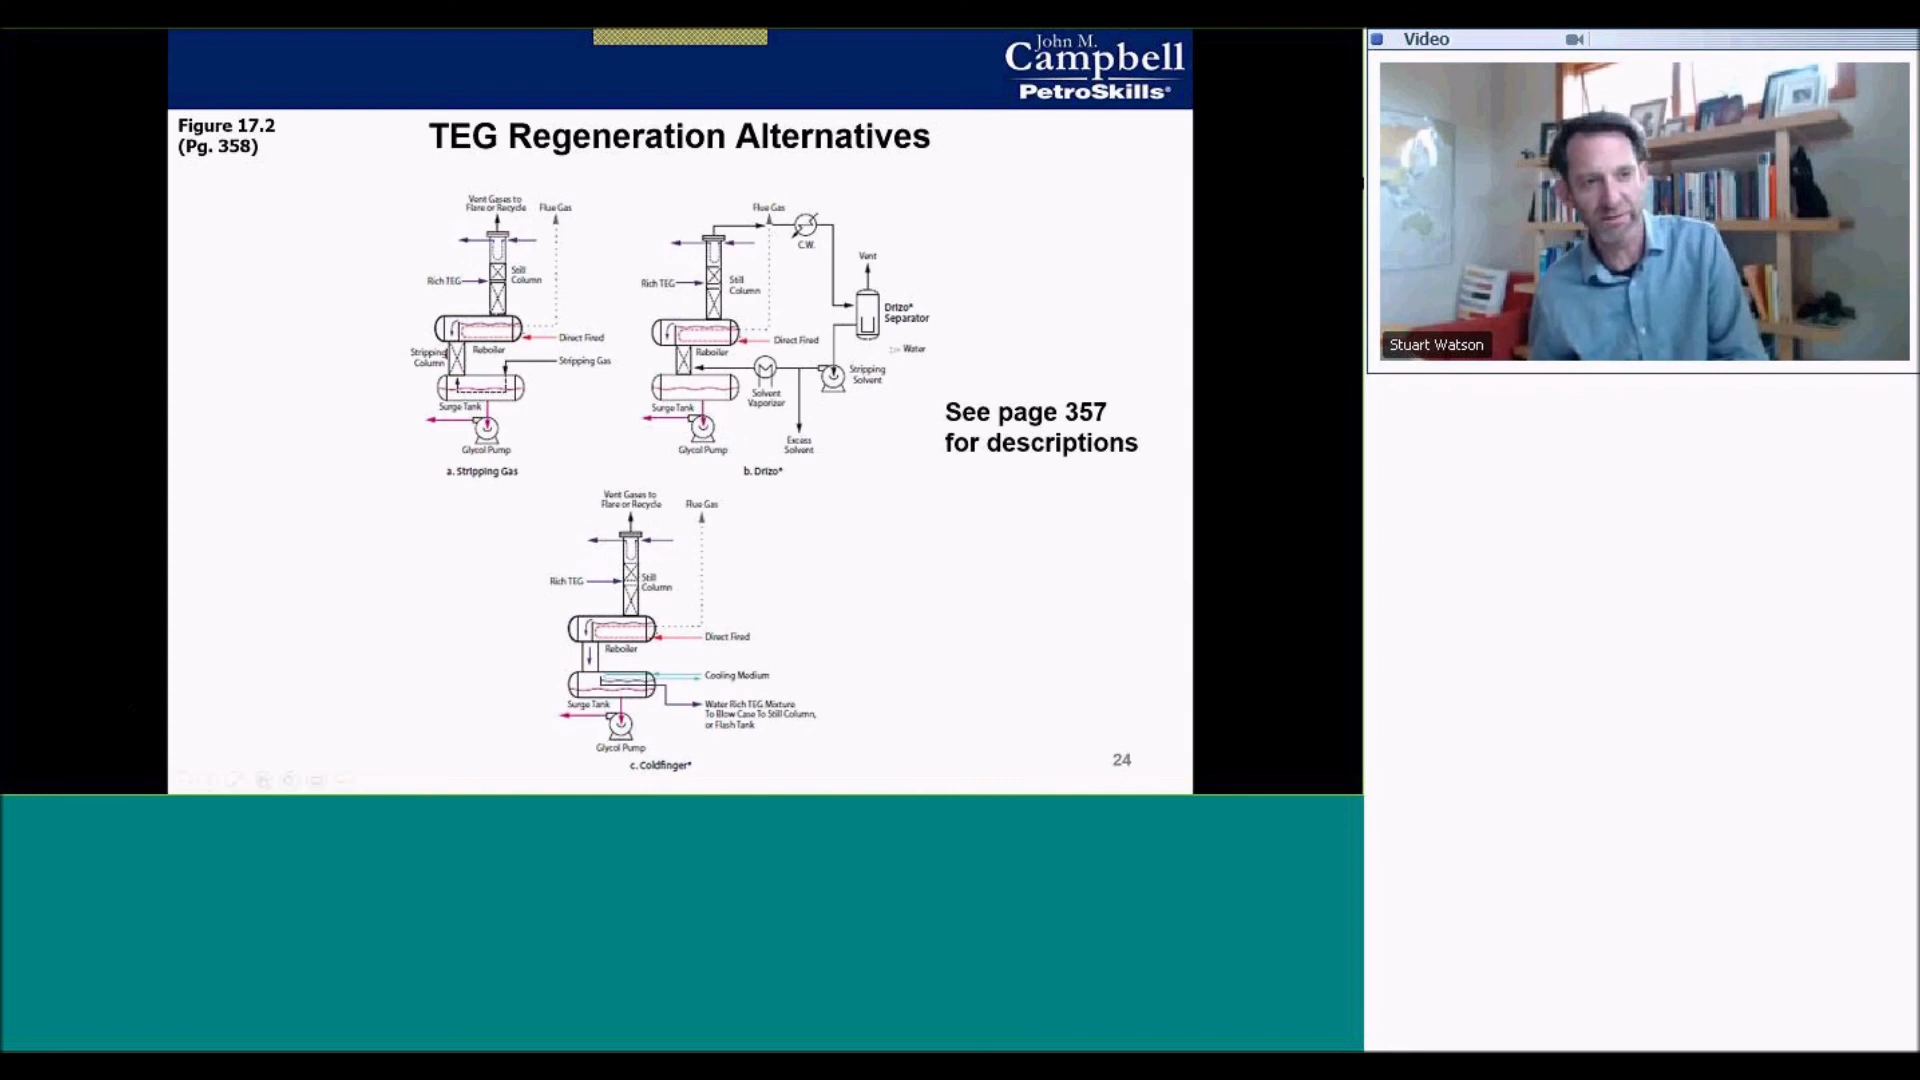 John M.
Campbell
PetroSkills®
Figure 17.2
(Pg. 358)
TEG Regeneration Alternatives
Vent Gases to
Flare or Recycle
Flue Gas
Still
Column
Rich TEG
Direct Fired
Reboiler
Stripping
Column
Stripping Gas
Surge Tank
Glycol Pump
a. Stripping Gas
Flue Gas
C.W.
Vent
Rich TEG
Still
Column
Drizo*
Separator
Direct Fired
Water
Reboiler
Stripping
Solvent
Solvent
Vaporizer
Surge Tank
Excess
Solvent
Glycol Pump
b. Drizo*
See page 357
for descriptions
Vent Gases to
Flare or Recycle
Flue Gas
Rich TEG
Still
Column
Direct Fired
Reboiler
Cooling Medium
Surge Tank
Water Rich TEG Mixture
To Blow Case To Still Column,
or Flash Tank
Glycol Pump
c. Coldfinger*
24
Video
Stuart Watson